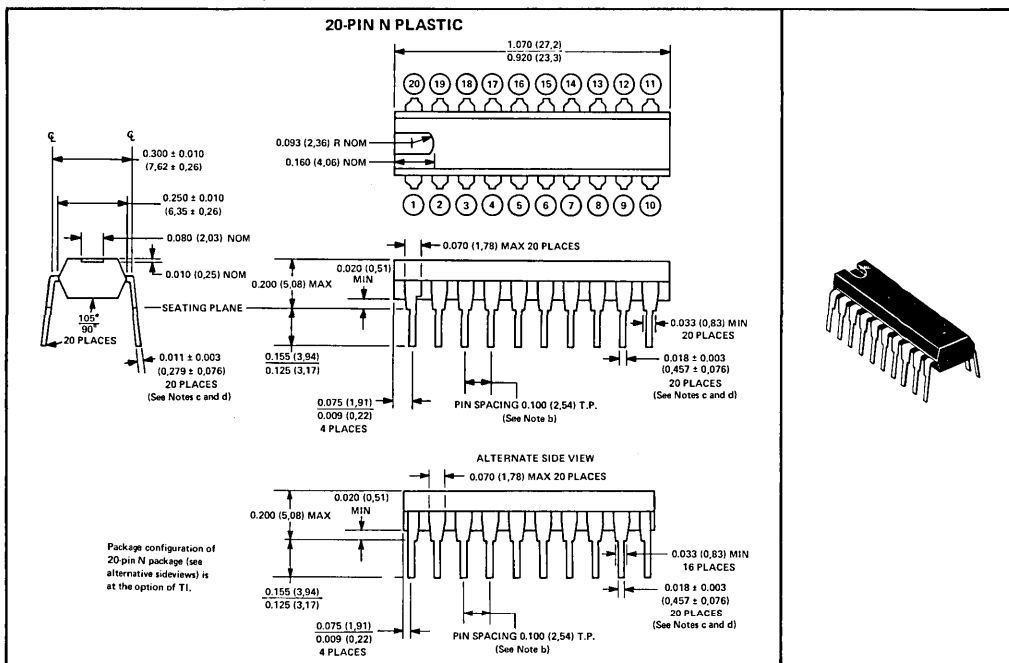 20-PIN N PLASTIC
1.070 (27,2)
0.920 (23,3)
20 19 18 17 16 15 14 13 12 11
0.093 (2,36) R NOM
0.160 (4,06) NOM
1 2 3 4 5 6 7 8 9 10
℄ ℄
0.300 ± 0.010
(7,62 ± 0,26)
0.250 ± 0.010
(6,35 ± 0,26)
0.080 (2,03) NOM
0.010 (0,25) NOM
SEATING PLANE
105°
90°
20 PLACES
0.011 ± 0.003
(0,279 ± 0,076)
20 PLACES
(See Notes c and d)
0.070 (1,78) MAX 20 PLACES
0.020 (0,51)
MIN
0.200 (5,08) MAX
0.155 (3,94)
0.125 (3,17)
0.033 (0,83) MIN
20 PLACES
0.018 ± 0.003
(0,457 ± 0,076)
20 PLACES
(See Notes c and d)
0.075 (1,91)
0.009 (0,22)
4 PLACES
PIN SPACING 0.100 (2,54) T.P.
(See Note b)
ALTERNATE SIDE VIEW
0.070 (1,78) MAX 20 PLACES
0.020 (0,51)
MIN
0.200 (5,08) MAX
Package configuration of
20-pin N package (see
alternative sideviews) is
at the option of TI.
0.155 (3,94)
0.125 (3,17)
0.033 (0,83) MIN
16 PLACES
0.018 ± 0.003
(0,457 ± 0,076)
20 PLACES
(See Notes c and d)
0.075 (1,91)
0.009 (0,22)
4 PLACES
PIN SPACING 0.100 (2,54) T.P.
(See Note b)